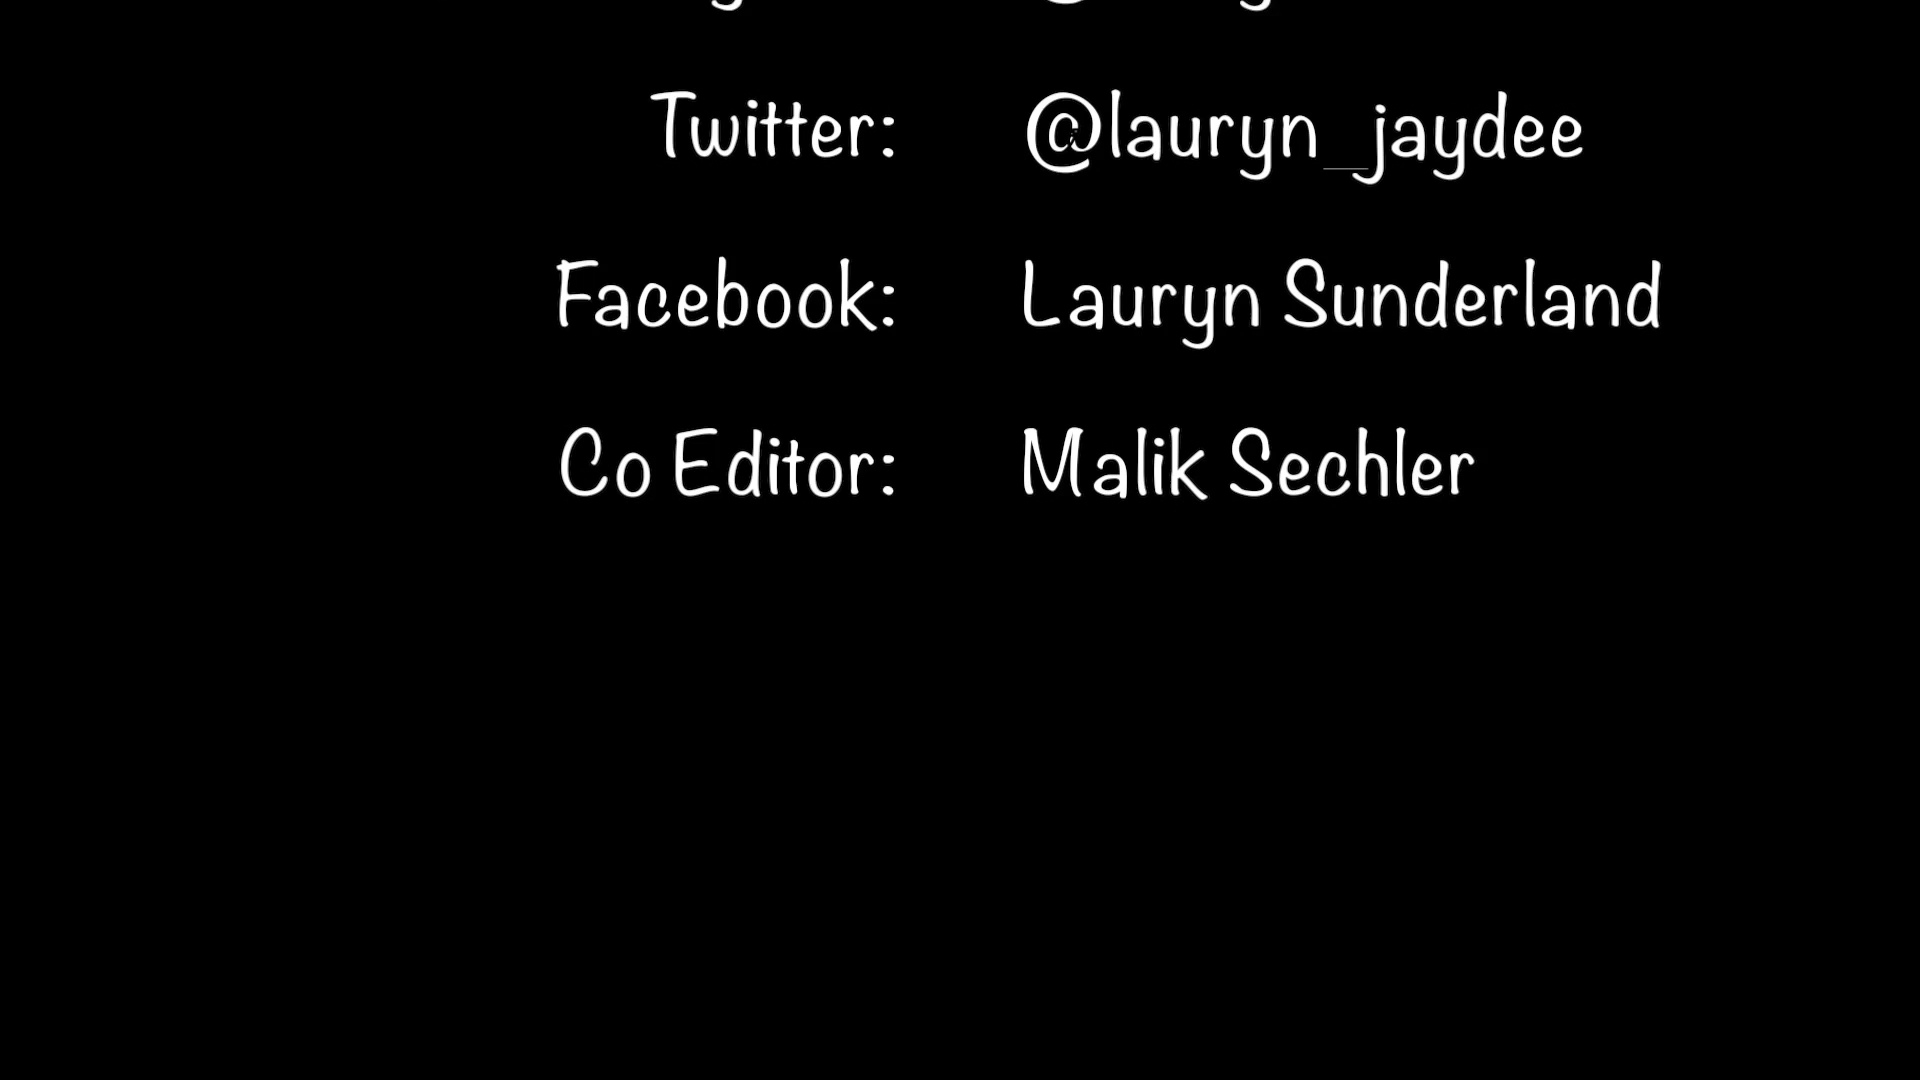 Twitter: @lauryn_jaydee
Facebook: Lauryn Sunderland
Co Editor: Malik Sechler